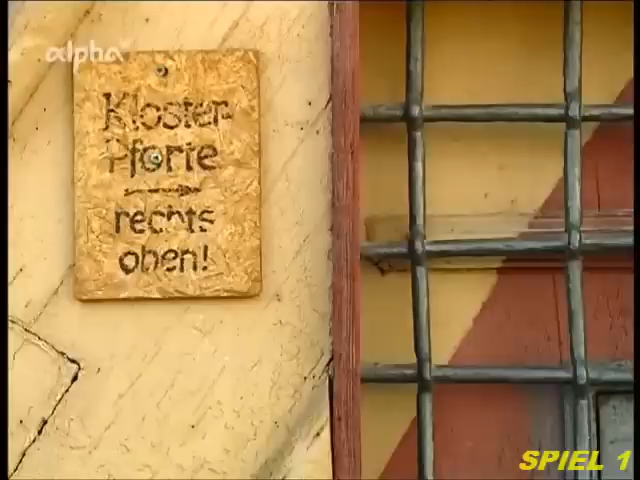 alpha
Kloster-
Pforte
rechts
oben!
SPIEL 1